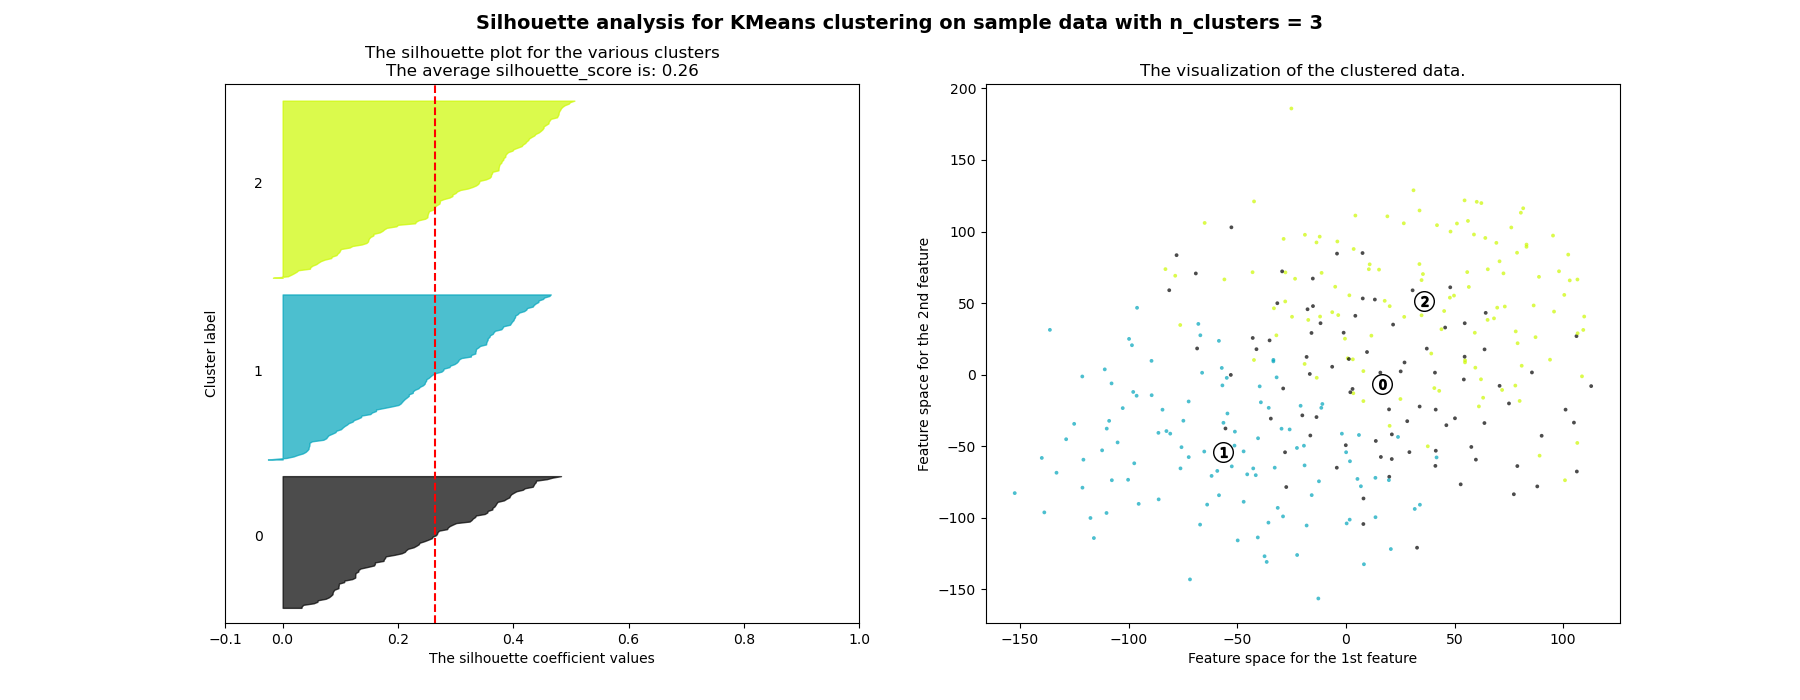 Silhouette analysis for KMeans clustering on sample data with n_clusters = 3
The silhouette plot for the various clusters
The average silhouette_score is: 0.26
2
1
0
Cluster label
−0.1 0.0 0.2 0.4 0.6 0.8 1.0
The silhouette coefficient values
The visualization of the clustered data.
200
150
100
50
0
−50
−100
−150
Feature space for the 2nd feature
2
0
1
−150 −100 −50 0 50 100
Feature space for the 1st feature